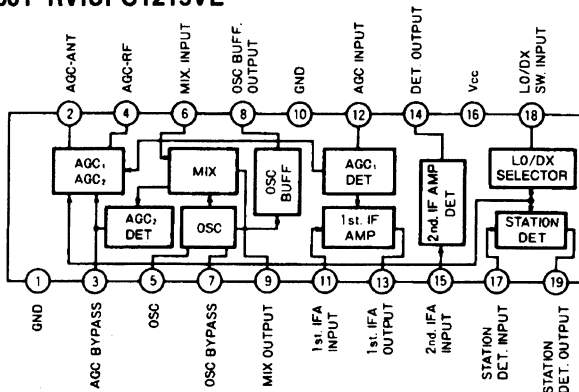 AGC-ANT
AGC-RF
MIX. INPUT
OSC BUFF.
OUTPUT
GND
AGC INPUT
DET. OUTPUT
Vcc
LO/DX
SW. INPUT
2
4
6
8
10
12
14
16
18
AGC1
AGC2
MIX
OSC
BUFF
AGC1
DET
2nd. IF AMP
DET
LO/DX
SELECTOR
AGC2
DET
OSC
1st. IF
AMP
STATION
DET
1
3
5
7
9
11
13
15
17
19
GND
AGC BYPASS
OSC
OSC BYPASS
MIX OUTPUT
1st. IFA
INPUT
1st. IFA
OUTPUT
2nd. IFA
INPUT
STATION
DET. INPUT
STATION
DET. OUTPUT